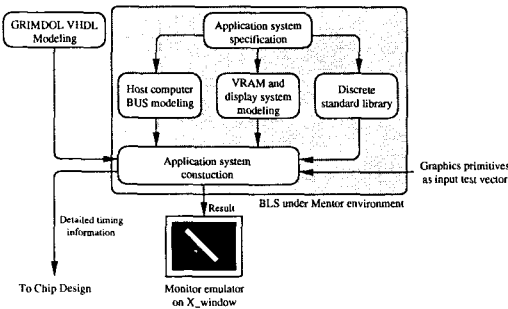 GRIMDOL VHDL
Modeling
Application system
specification
Host computer
BUS modeling
VRAM and
display system
modeling
Discrete
standard library
Application system
constuction
Graphics primitives
as input test vector
BLS under Mentor environment
Detailed timing
information
Result
To Chip Design
Monitor emulator
on X_window